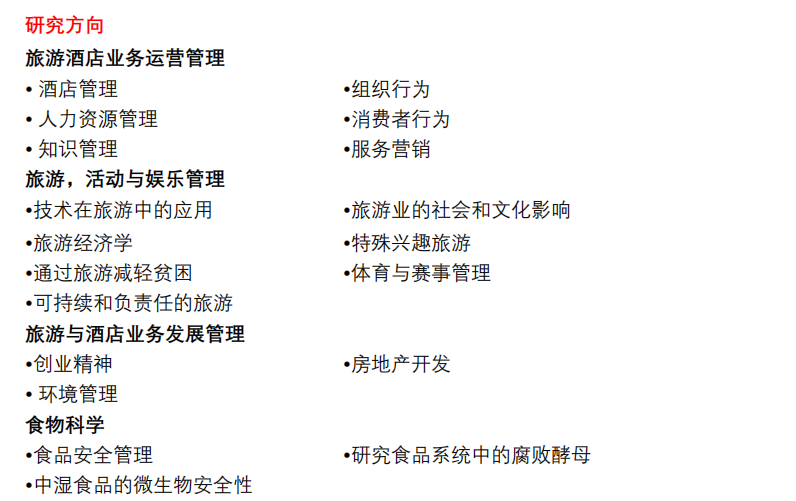 研究方向
旅游酒店业务运营管理
• 酒店管理 •组织行为
• 人力资源管理 •消费者行为
• 知识管理 •服务营销
旅游，活动与娱乐管理
•技术在旅游中的应用 •旅游业的社会和文化影响
•旅游经济学 •特殊兴趣旅游
•通过旅游减轻贫困 •体育与赛事管理
•可持续和负责任的旅游
旅游与酒店业务发展管理
•创业精神 •房地产开发
• 环境管理
食物科学
•食品安全管理 •研究食品系统中的腐败酵母
•中湿食品的微生物安全性